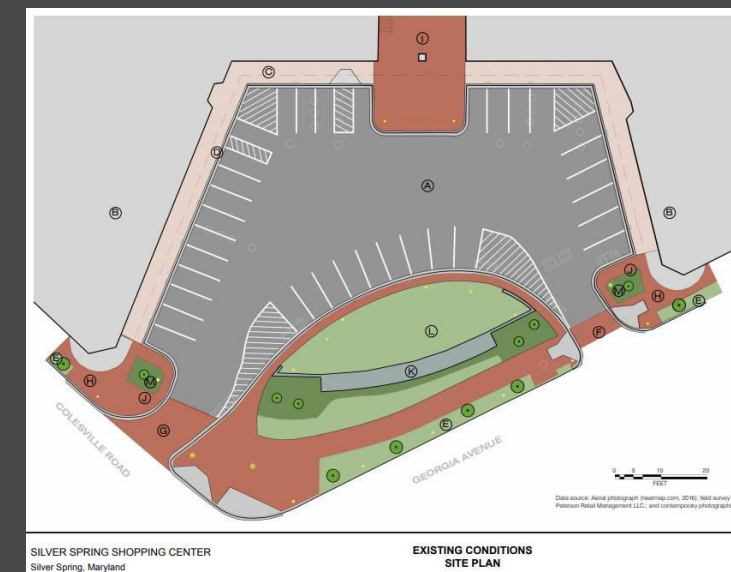 I
C
D
A
B
B
J
M
H
E
F
L
K
E
H
M
J
G
E
COLESVILLE ROAD
GEORGIA AVENUE
0 5 10 20
FEET
Data source: Aerial photograph (nearmap.com, 2016); field survey
Peterson Retail Management LLC.; and contemporary photographs
SILVER SPRING SHOPPING CENTER
Silver Spring, Maryland
EXISTING CONDITIONS
SITE PLAN